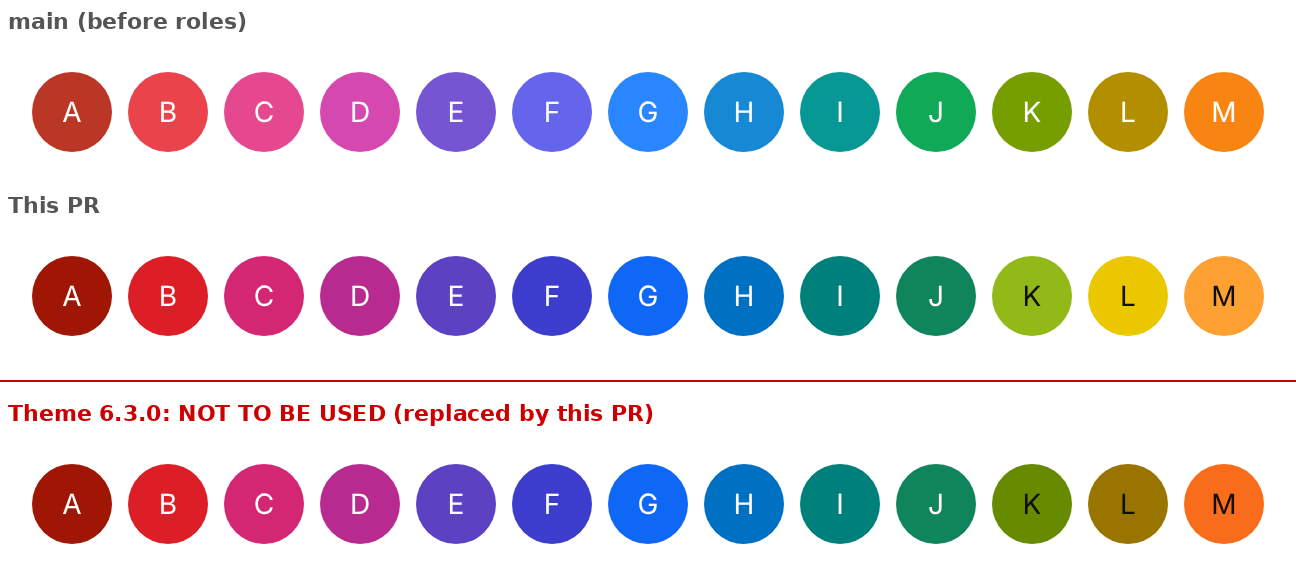 main (before roles)
A B C D E F G H I J K L M
This PR
A B C D E F G H I J K L M
Theme 6.3.0: NOT TO BE USED (replaced by this PR)
A B C D E F G H I J K L M